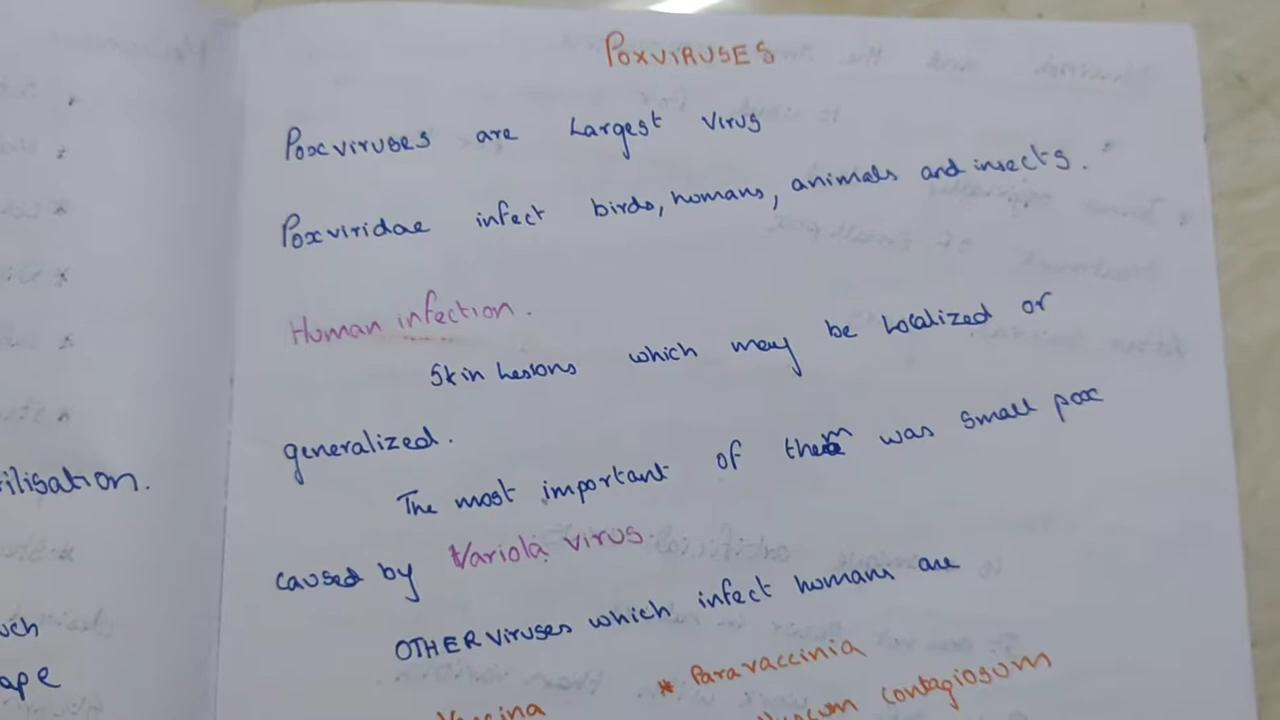 POXVIRUSES
Poxviruses are Largest virus
Poxviridae infect birds, humans, animals and insects.
Human infection.
Skin Lesions which may be Localized or
generalized.
The most important of them was small pox
caused by Variola virus.
OTHER viruses which infect humans are
* Paravaccinia
contagiosum
ilisation.
uch
ape